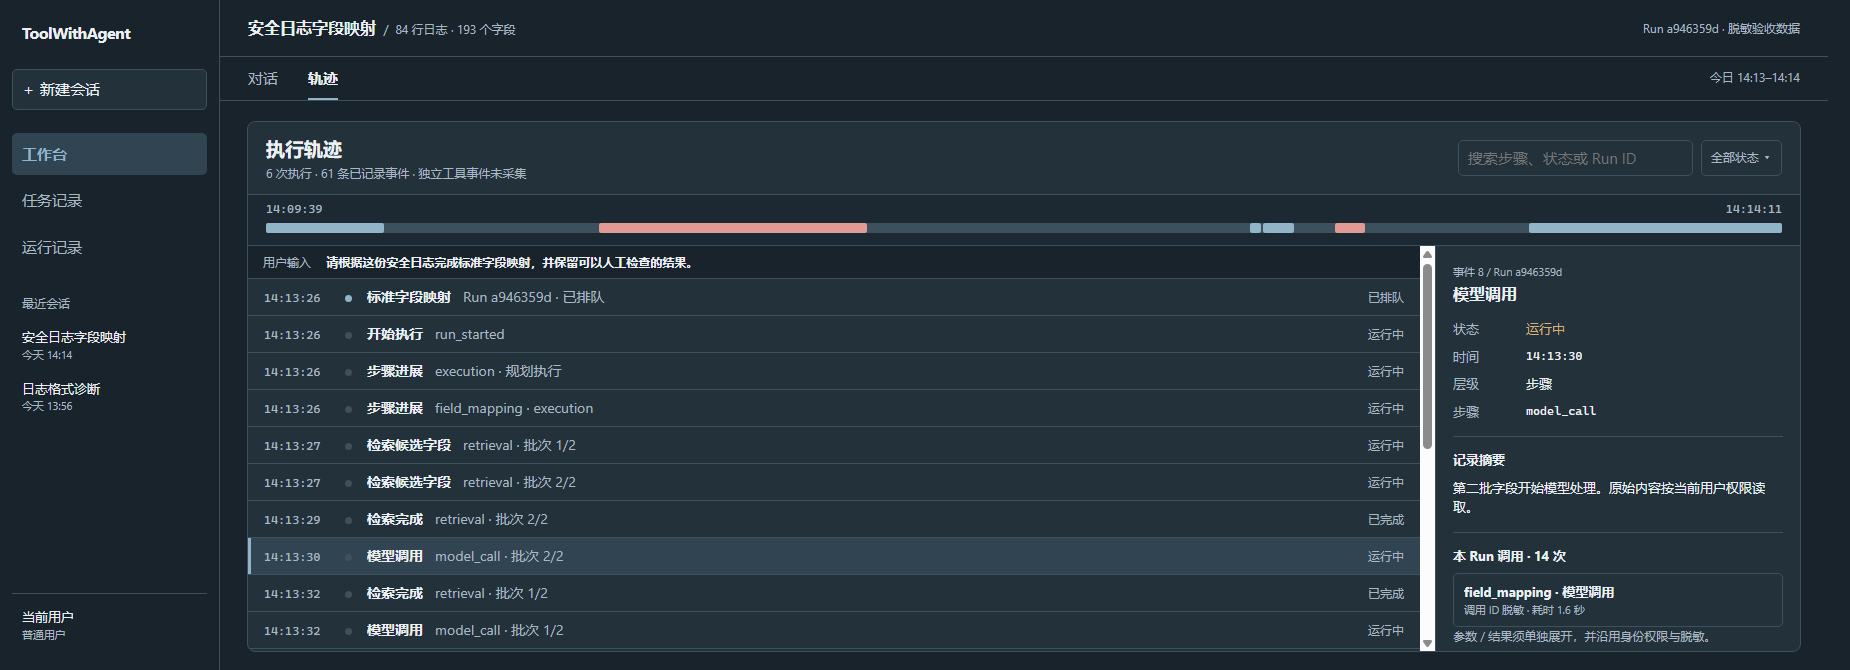 ToolWithAgent
+ 新建会话
工作台
任务记录
运行记录
最近会话
安全日志字段映射
今天 14:14
日志格式诊断
今天 13:56
当前用户
普通用户
安全日志字段映射 / 84 行日志 · 193 个字段
Run a946359d · 脱敏验收数据
对话 轨迹
今日 14:13–14:14
执行轨迹
6 次执行 · 61 条已记录事件 · 独立工具事件未采集
搜索步骤、状态或 Run ID
全部状态
14:09:39 14:14:11
用户输入 请根据这份安全日志完成标准字段映射，并保留可以人工检查的结果。
14:13:26 标准字段映射 Run a946359d · 已排队 已排队
14:13:26 开始执行 run_started 运行中
14:13:26 步骤进展 execution · 规划执行 运行中
14:13:26 步骤进展 field_mapping · execution 运行中
14:13:27 检索候选字段 retrieval · 批次 1/2 运行中
14:13:27 检索候选字段 retrieval · 批次 2/2 运行中
14:13:29 检索完成 retrieval · 批次 2/2 已完成
14:13:30 模型调用 model_call · 批次 2/2 运行中
14:13:32 检索完成 retrieval · 批次 1/2 已完成
14:13:32 模型调用 model_call · 批次 1/2 运行中
事件 8 / Run a946359d
模型调用
状态 运行中
时间 14:13:30
层级 步骤
步骤 model_call
记录摘要
第二批字段开始模型处理。原始内容按当前用户权限读
取。
本 Run 调用 · 14 次
field_mapping · 模型调用
调用 ID 脱敏 · 耗时 1.6 秒
参数 / 结果须单独展开，并沿用身份权限与脱敏。